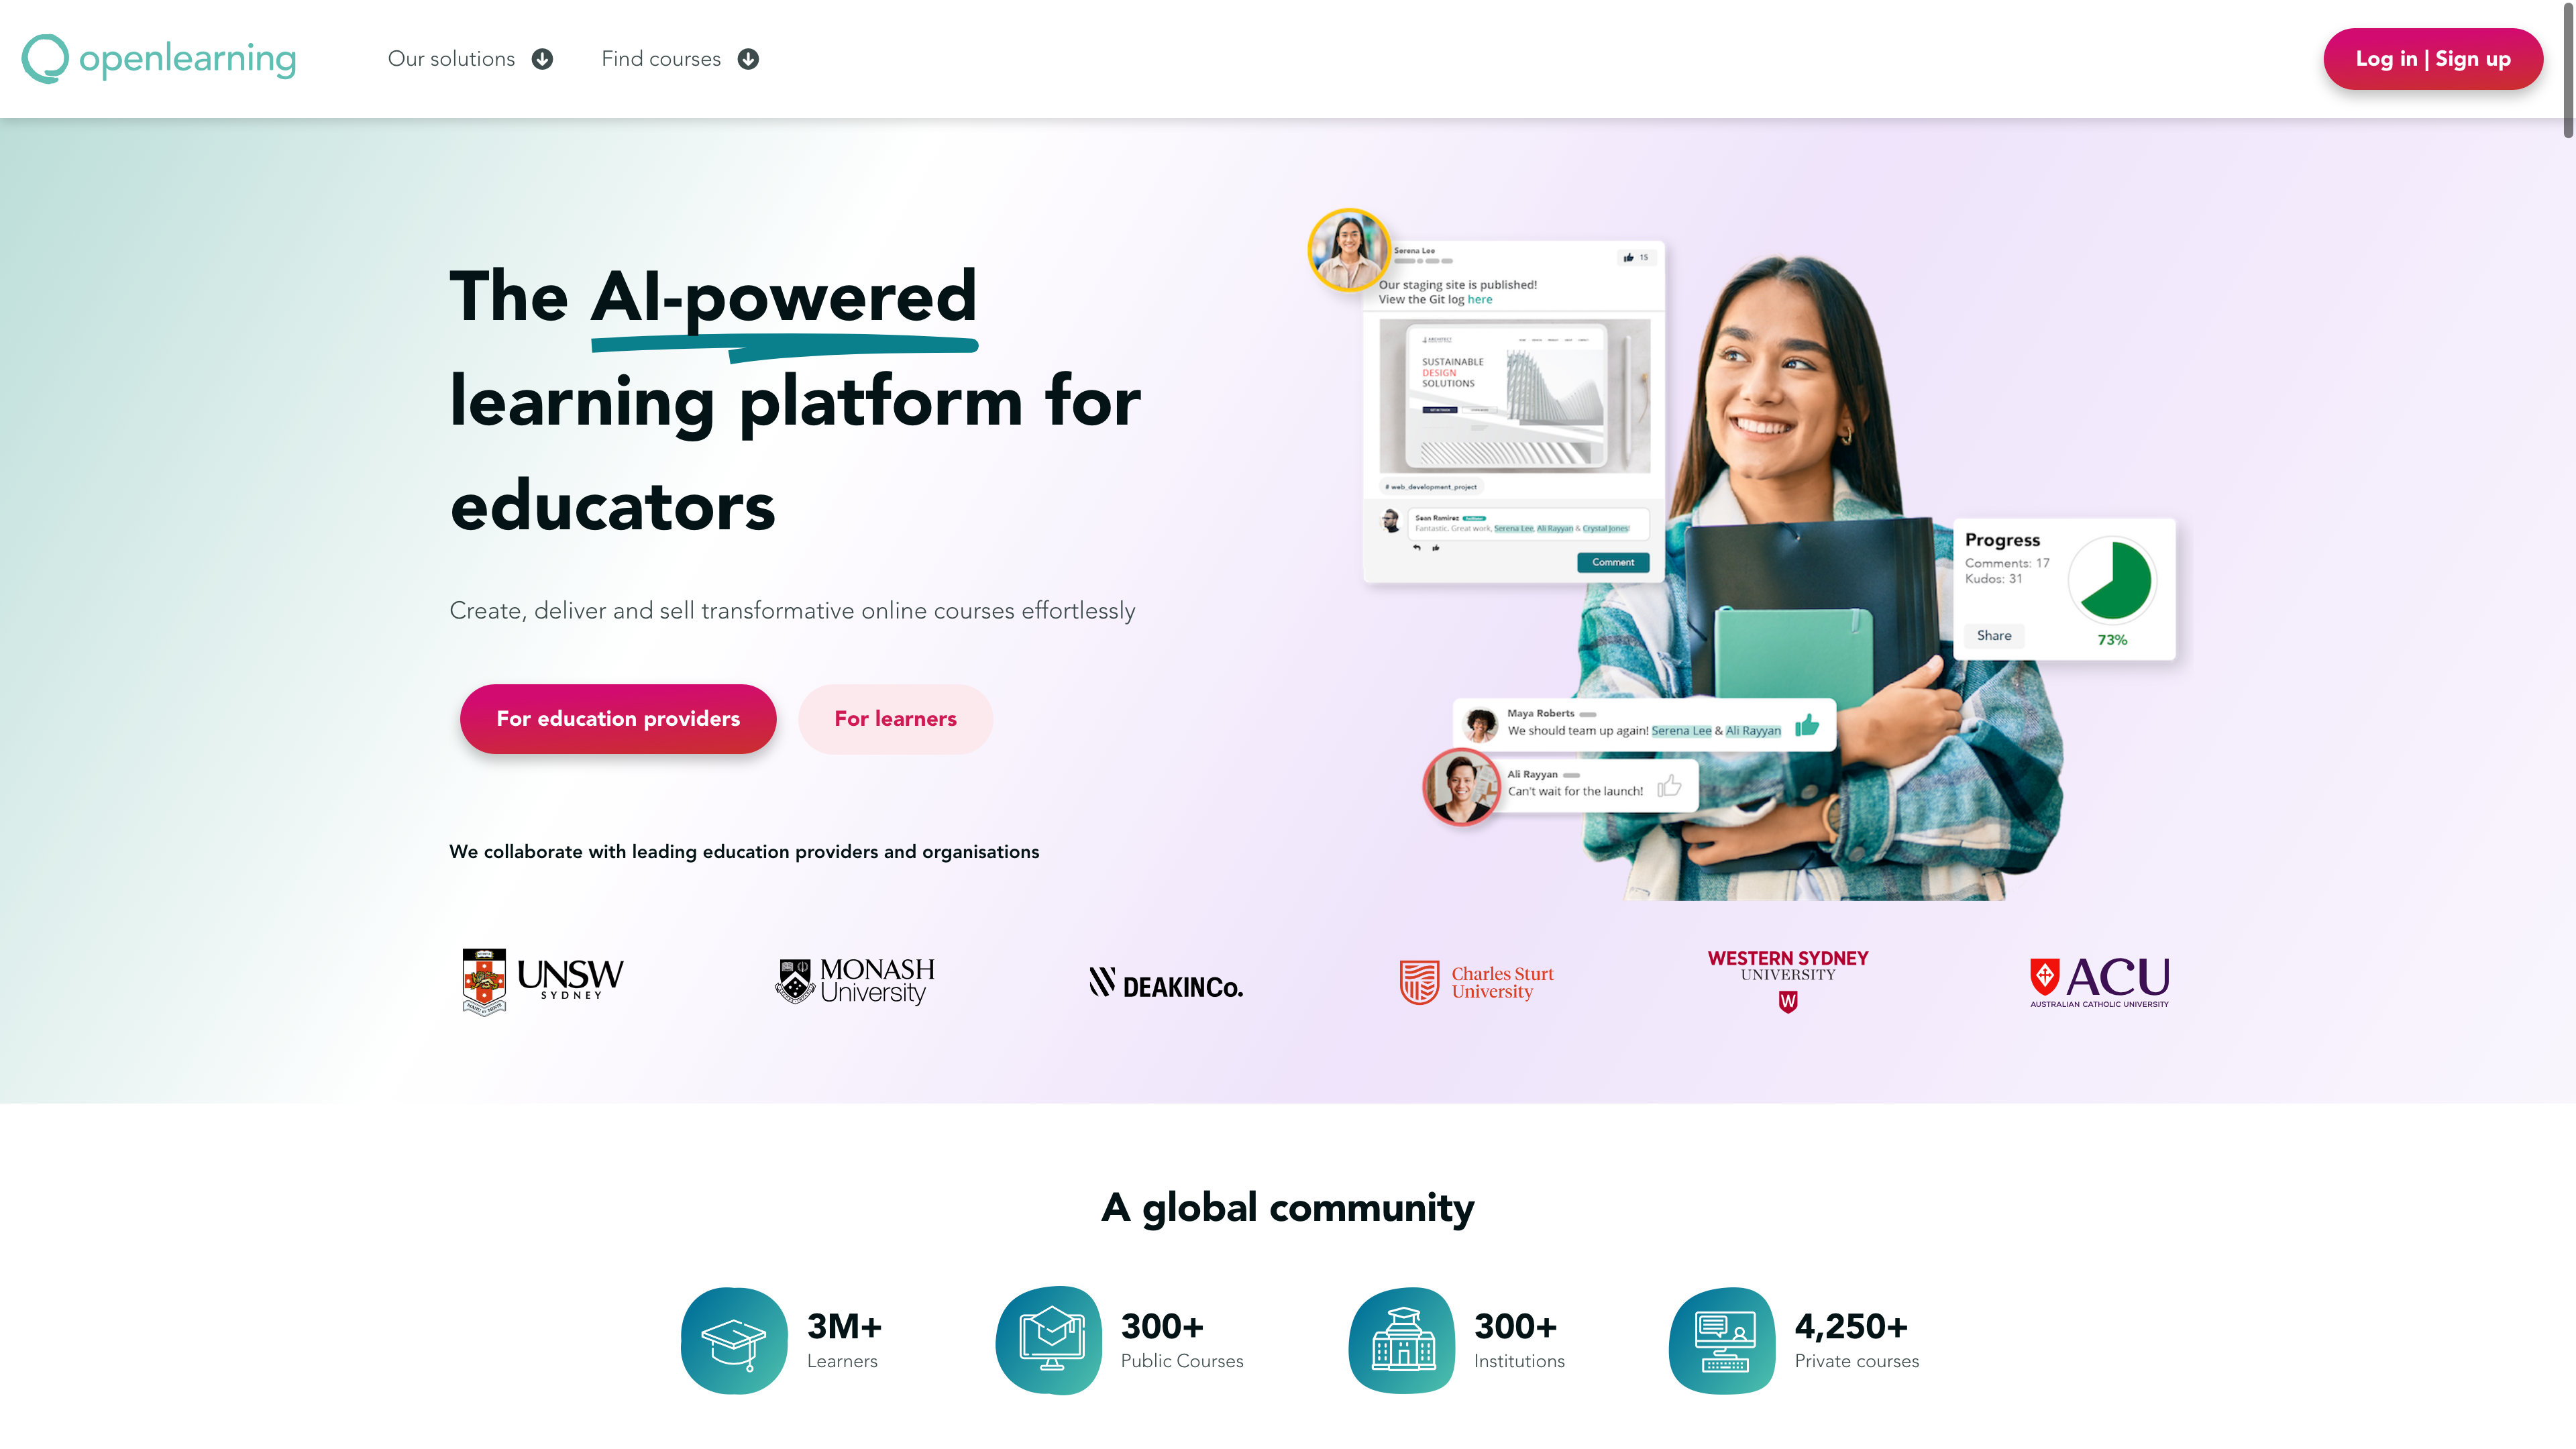 openlearning
Our solutions
Find courses
Log in | Sign up
The AI-powered
learning platform for
educators
Create, deliver and sell transformative online courses effortlessly
For education providers
For learners
Serena Lee
15
Our staging site is published!
View the Git log here
ARCHITECT
SUSTAINABLE
DESIGN
SOLUTIONS
# web_development_project
Sean Ramirez
Fantastic. Great work, Serena Lee, Ali Rayyan & Crystal Jones!
Comment
Progress
Comments: 17
Kudos: 31
Share
73%
Maya Roberts
We should team up again! Serena Lee & Ali Rayyan
Ali Rayyan
Can't wait for the launch!
We collaborate with leading education providers and organisations
UNSW
SYDNEY
MONASH
University
DEAKINCo.
Charles Sturt
University
WESTERN SYDNEY
UNIVERSITY
W
ACU
AUSTRALIAN CATHOLIC UNIVERSITY
A global community
3M+
Learners
300+
Public Courses
300+
Institutions
4,250+
Private courses